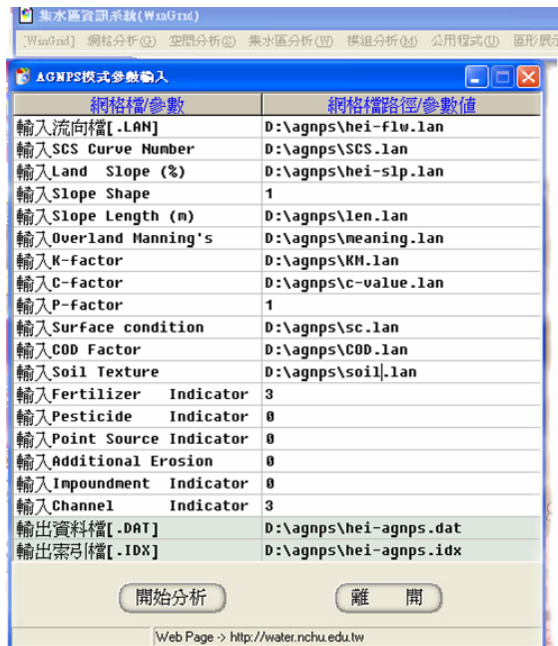 集水區資訊系統(WinGrid)
[WinGrid] 網格分析(G) 空間分析(S) 集水區分析(W) 模組分析(M) 公用程式(U) 圖形展示
AGNPS模式參數輸入
網格檔/參數 網格檔路徑/參數值
輸入流向檔[.LAN] D:\agnps\hei-flw.lan
輸入SCS Curve Number D:\agnps\SCS.lan
輸入Land Slope (%) D:\agnps\hei-slp.lan
輸入Slope Shape 1
輸入Slope Length (m) D:\agnps\len.lan
輸入Overland Manning's D:\agnps\meaning.lan
輸入K-factor D:\agnps\KM.lan
輸入C-factor D:\agnps\c-value.lan
輸入P-factor 1
輸入Surface condition D:\agnps\sc.lan
輸入COD Factor D:\agnps\COD.lan
輸入Soil Texture D:\agnps\soil.lan
輸入Fertilizer Indicator 3
輸入Pesticide Indicator 0
輸入Point Source Indicator 0
輸入Additional Erosion 0
輸入Impoundment Indicator 0
輸入Channel Indicator 3
輸出資料檔[.DAT] D:\agnps\hei-agnps.dat
輸出索引檔[.IDX] D:\agnps\hei-agnps.idx
開始分析 離 開
Web Page -> http://water.nchu.edu.tw